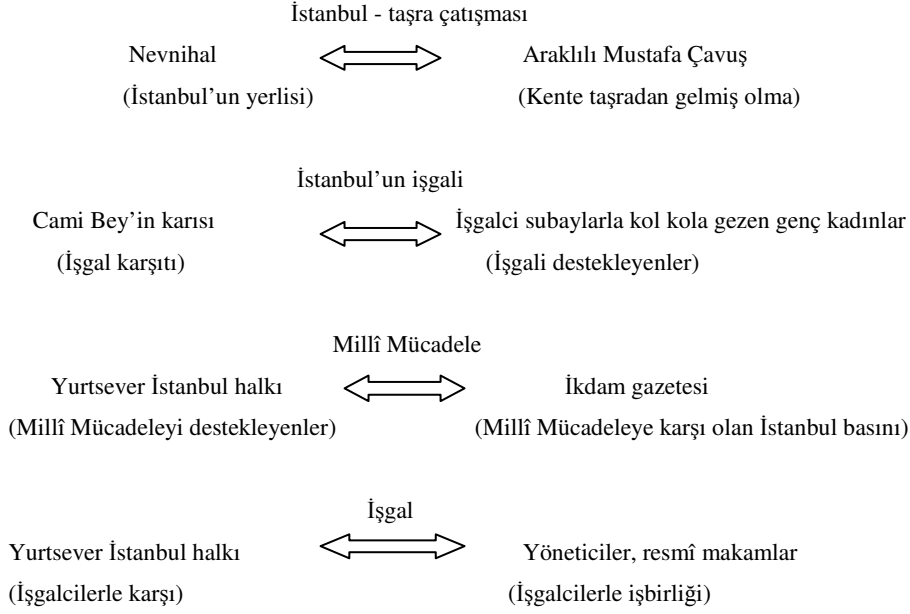 İstanbul - taşra çatışması
Nevnihal Araklılı Mustafa Çavuş
(İstanbul’un yerlisi) (Kente taşradan gelmiş olma)
İstanbul’un işgali
Cami Bey’in karısı İşgalci subaylarla kol kola gezen genç kadınlar
(İşgal karşıtı) (İşgali destekleyenler)
Millî Mücadele
Yurtsever İstanbul halkı İkdam gazetesi
(Millî Mücadeleyi destekleyenler) (Millî Mücadeleye karşı olan İstanbul basını)
İşgal
Yurtsever İstanbul halkı Yöneticiler, resmî makamlar
(İşgalcilerle karşı) (İşgalcilerle işbirliği)